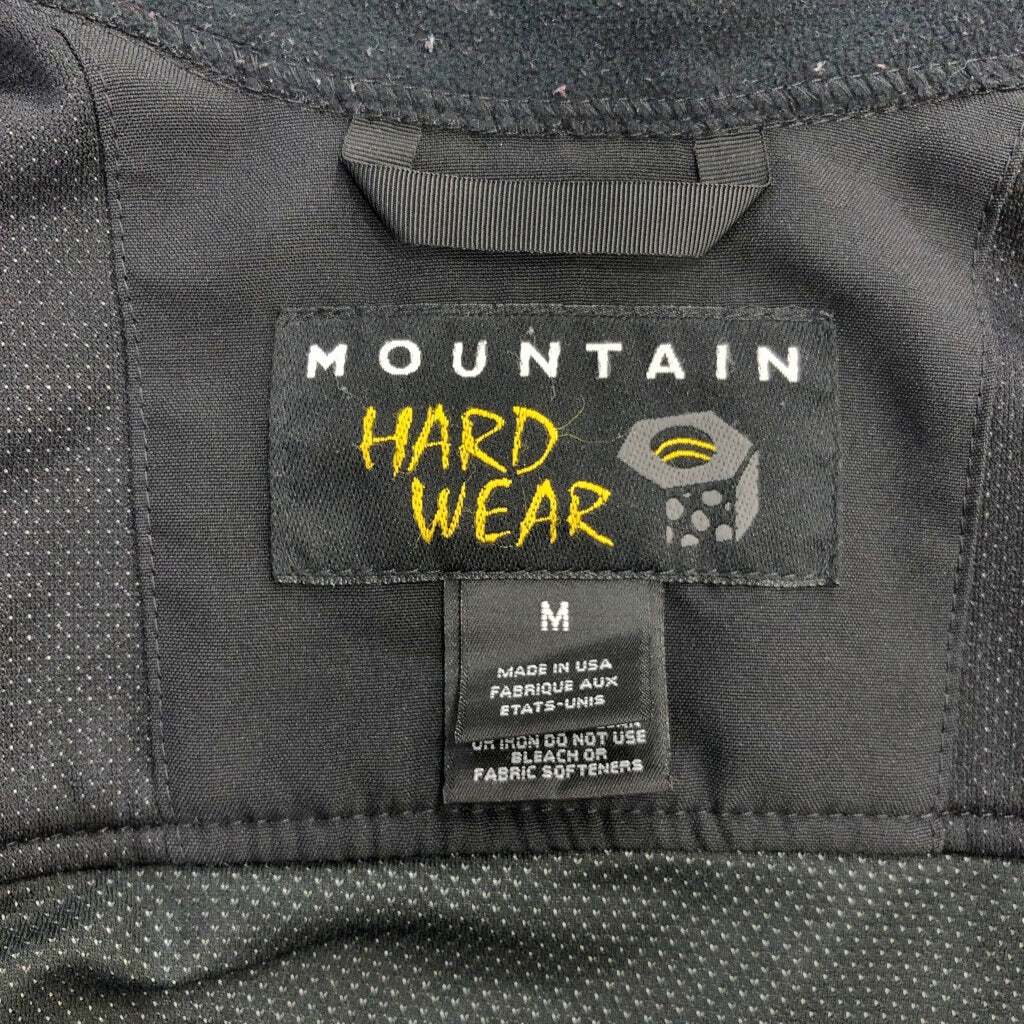 MOUNTAIN
HARD
WEAR
M
MADE IN USA
FABRIQUE AUX
ETATS-UNIS
OR IRON DO NOT USE
BLEACH OR
FABRIC SOFTENERS